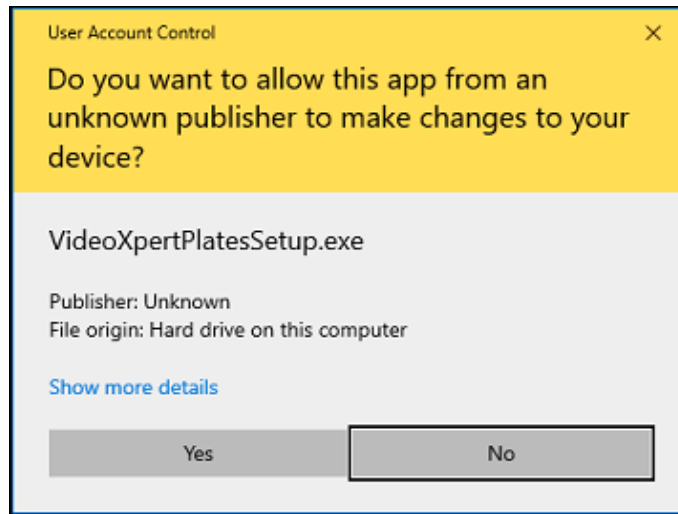 User Account Control
Do you want to allow this app from an
unknown publisher to make changes to your
device?
VideoXpertPlatesSetup.exe
Publisher: Unknown
File origin: Hard drive on this computer
Show more details
Yes
No